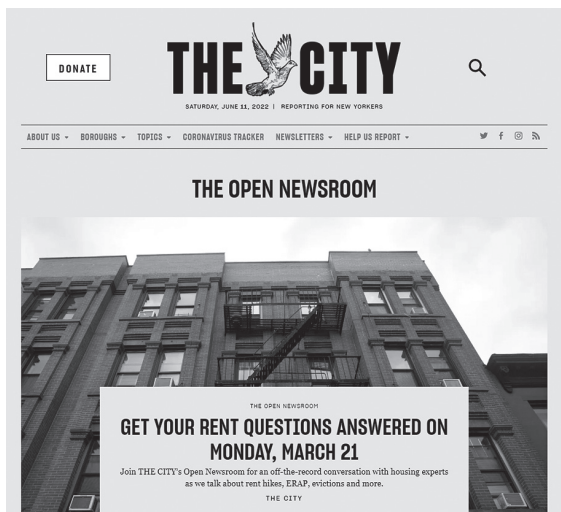 DONATE
THE CITY
SATURDAY, JUNE 11, 2022 | REPORTING FOR NEW YORKERS
ABOUT US BOROUGHS TOPICS CORONAVIRUS TRACKER NEWSLETTERS HELP US REPORT
THE OPEN NEWSROOM
THE OPEN NEWSROOM
GET YOUR RENT QUESTIONS ANSWERED ON
MONDAY, MARCH 21
Join THE CITY's Open Newsroom for an off-the-record conversation with housing experts
as we talk about rent hikes, ERAP, evictions and more.
THE CITY